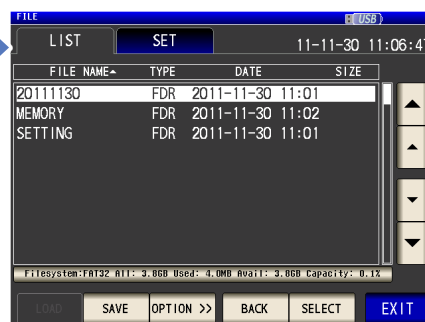 FILE USB
LIST SET 11-11-30 11:06:4
FILE NAME TYPE DATE SIZE
20111130 FDR 2011-11-30 11:01
MEMORY FDR 2011-11-30 11:02
SETTING FDR 2011-11-30 11:01
Filesystem:FAT32 All: 3.8GB Used: 4.0MB Avail: 3.8GB Capacity: 0.1%
LOAD SAVE OPTION >> BACK SELECT EXIT